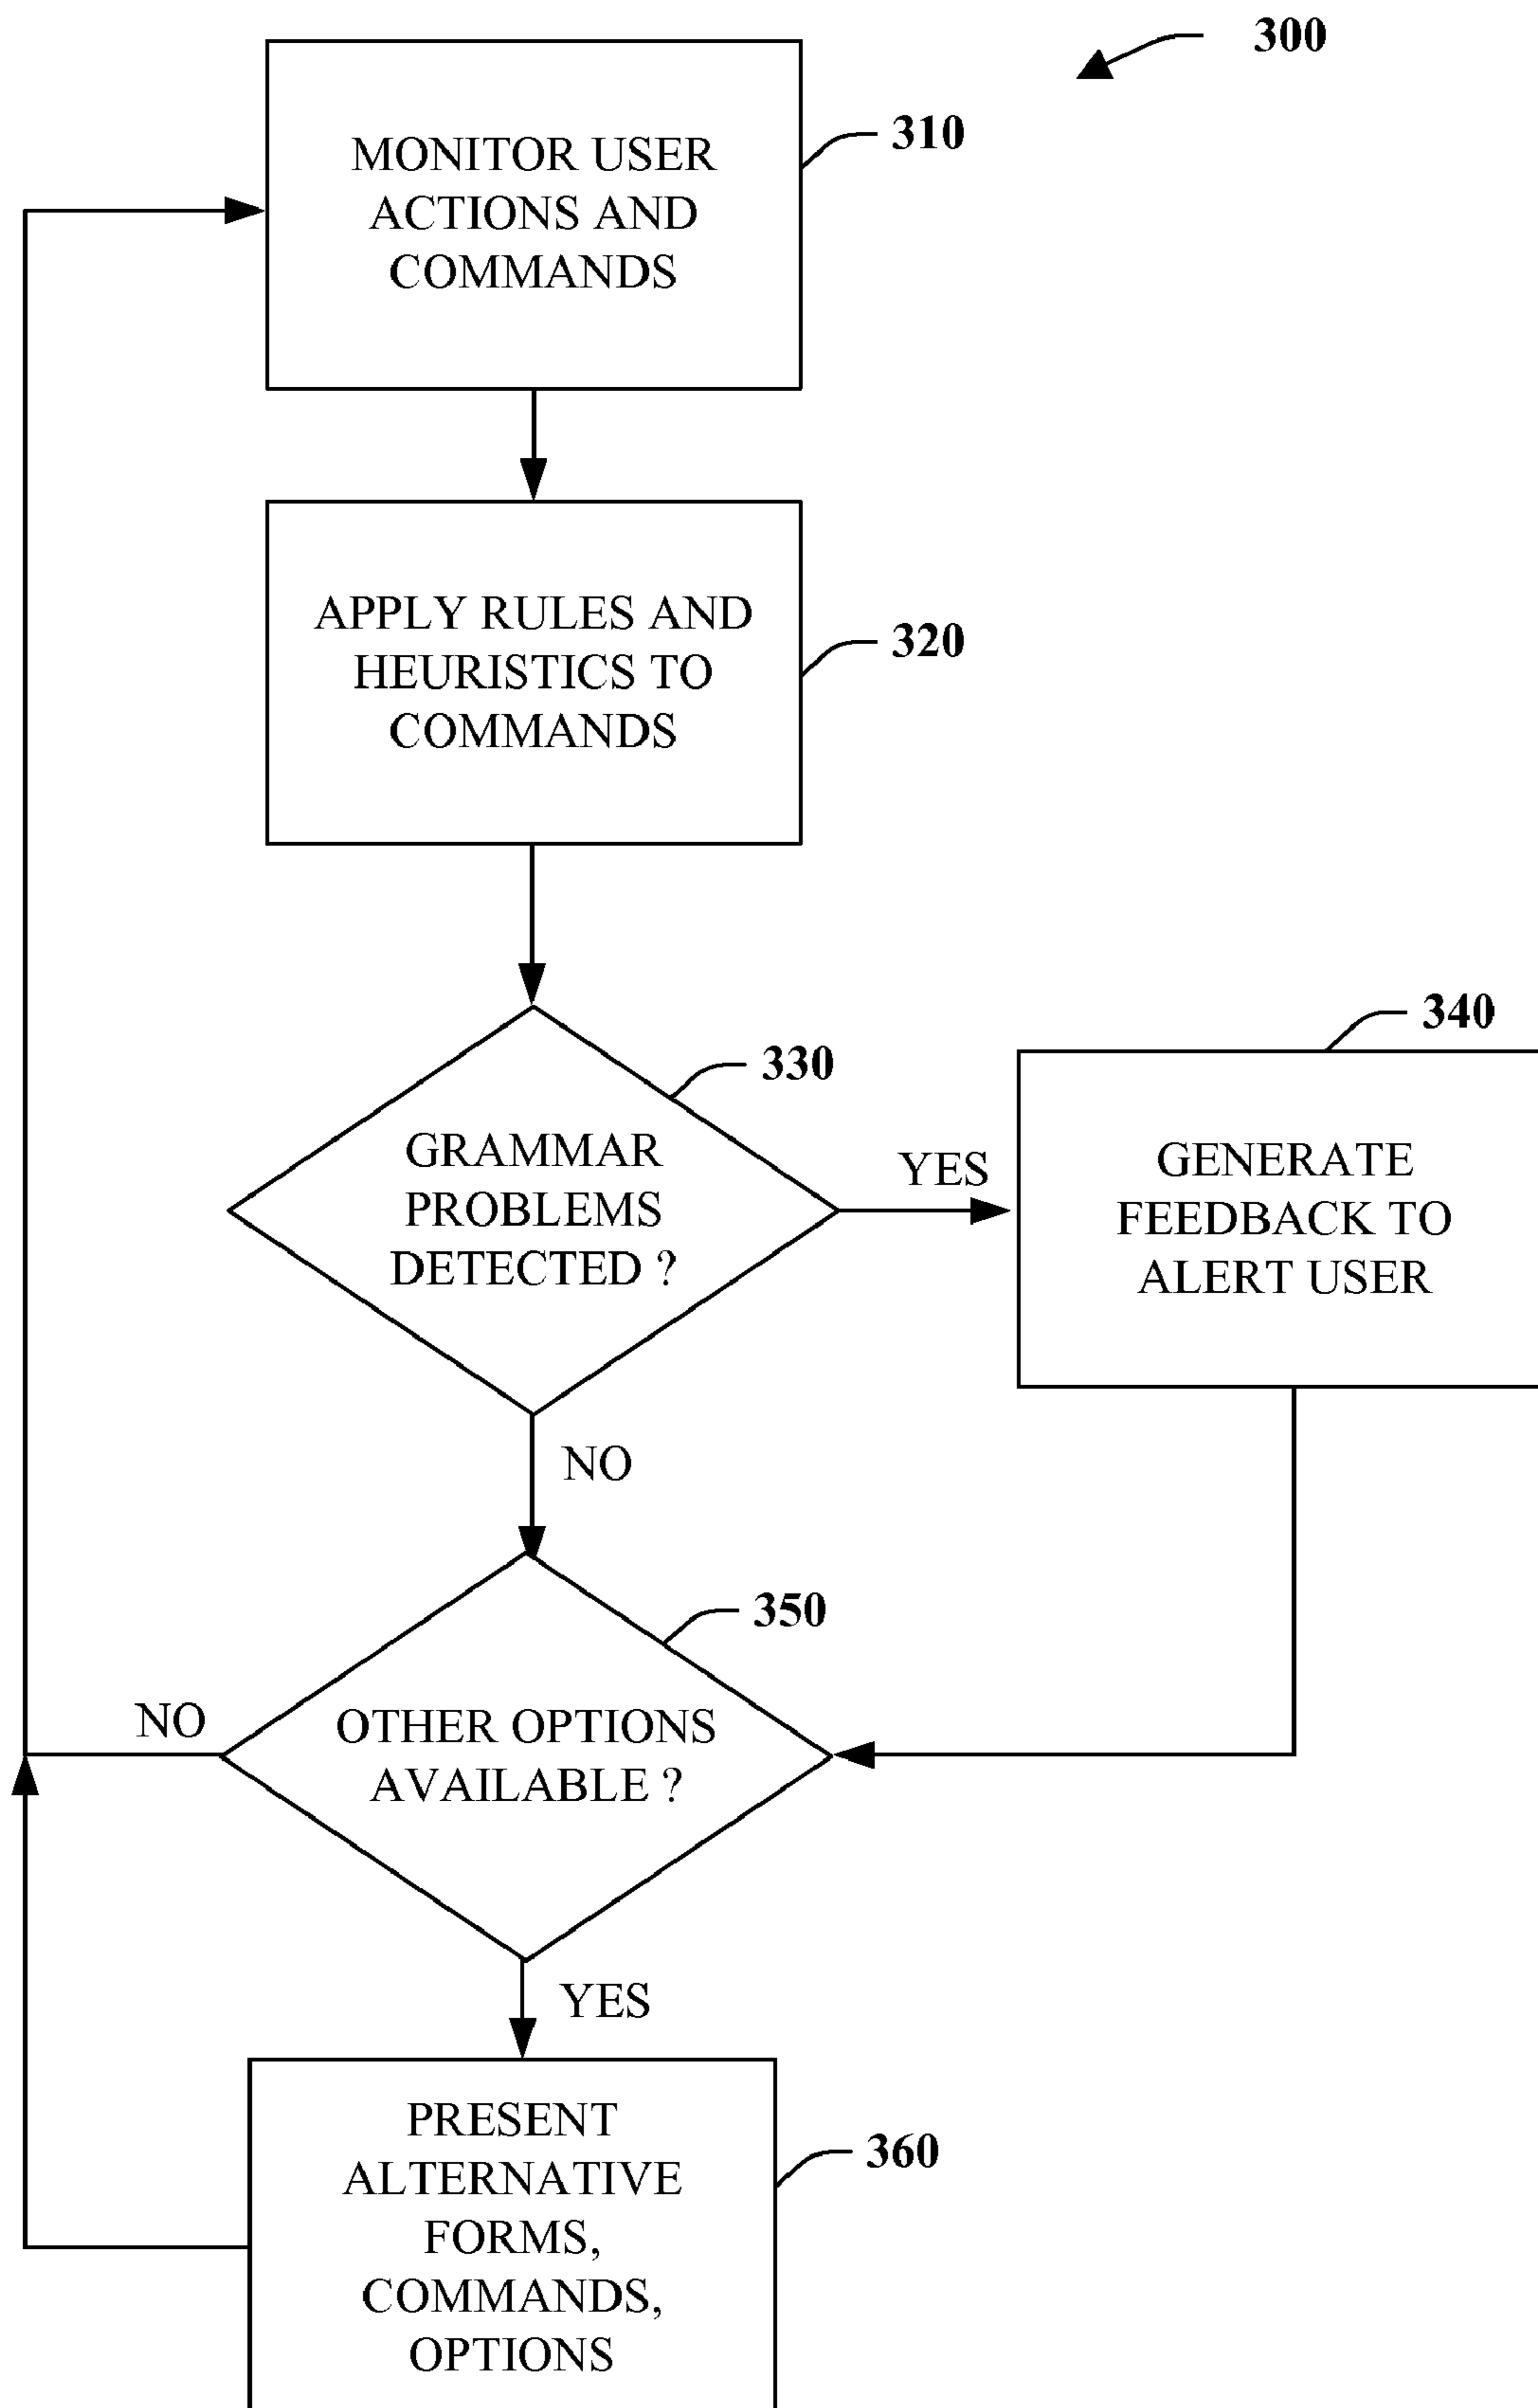 300
310
MONITOR USER
ACTIONS AND
COMMANDS
320
APPLY RULES AND
HEURISTICS TO
COMMANDS
330
GRAMMAR
PROBLEMS
DETECTED ?
YES
340
GENERATE
FEEDBACK TO
ALERT USER
NO
350
OTHER OPTIONS
AVAILABLE ?
NO
YES
360
PRESENT
ALTERNATIVE
FORMS,
COMMANDS,
OPTIONS